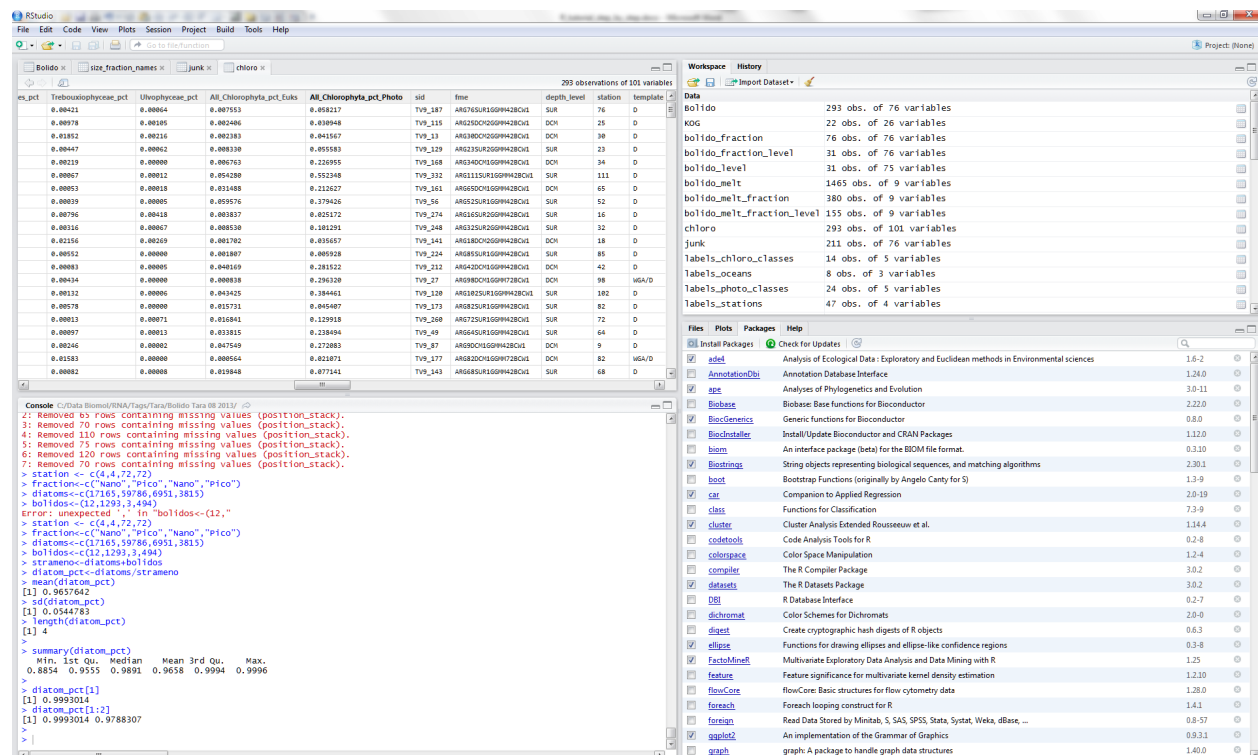 RStudio
File Edit Code View Plots Session Project Build Tools Help
Go to file/function
Project: (None)
Bolido × size_fraction_names × junk × chloro ×
293 observations of 101 variables
es_pct Trebouxiophyceae_pct Ulvophyceae_pct All_Chlorophyta_pct_Euks All_Chlorophyta_pct_Photo sid fme depth_level station template
0.00421 0.00064 0.007553 0.058217 TV9_187 ARG76SUR1GGMM42BCW1 SUR 76 D
0.00978 0.00105 0.002406 0.030948 TV9_115 ARG25DCM2GGMM42BCW1 DCM 25 D
0.01852 0.00216 0.002383 0.041567 TV9_13 ARG30DCM2GGMM42BCW1 DCM 30 D
0.00447 0.00062 0.008330 0.055583 TV9_129 ARG23SUR2GGMM42BCW1 SUR 23 D
0.00219 0.00000 0.006763 0.226955 TV9_168 ARG34DCM1GGMM42BCW1 DCM 34 D
0.00067 0.00012 0.054280 0.552348 TV9_332 ARG111SUR1GGMM42BCW1 SUR 111 D
0.00053 0.00018 0.031488 0.212627 TV9_161 ARG65DCM1GGMM42BCW1 DCM 65 D
0.00039 0.00005 0.059576 0.379426 TV9_56 ARG52SUR1GGMM42BCW1 SUR 52 D
0.00796 0.00418 0.003837 0.025172 TV9_274 ARG16SUR2GGMM42BCW1 SUR 16 D
0.00316 0.00067 0.008530 0.101291 TV9_248 ARG32SUR2GGMM42BCW1 SUR 32 D
0.02156 0.00269 0.001702 0.035657 TV9_141 ARG18DCM2GGMM42BCW1 DCM 18 D
0.00552 0.00000 0.001807 0.005928 TV9_224 ARG85SUR1GGMM42BCW1 SUR 85 D
0.00083 0.00005 0.040169 0.281522 TV9_212 ARG42DCM1GGMM42BCW1 DCM 42 D
0.00434 0.00000 0.000838 0.296320 TV9_27 ARG98DCM1GGMM72BCW1 DCM 98 WGA/D
0.00132 0.00006 0.043425 0.384461 TV9_120 ARG102SUR1GGMM42BCW1 SUR 102 D
0.00578 0.00000 0.015731 0.045407 TV9_173 ARG82SUR1GGMM42BCW1 SUR 82 D
0.00013 0.00071 0.016841 0.129918 TV9_260 ARG72SUR1GGMM42BCW1 SUR 72 D
0.00097 0.00013 0.033815 0.238494 TV9_49 ARG64SUR1GGMM42BCW1 SUR 64 D
0.00246 0.00002 0.047549 0.272083 TV9_87 ARG9DCM1GGMM42BCW1 DCM 9 D
0.01583 0.00000 0.000564 0.021071 TV9_177 ARG82DCM1GGMM72BCW1 DCM 82 WGA/D
0.00082 0.00008 0.019848 0.077141 TV9_143 ARG68SUR1GGMM42BCW1 SUR 68 D
Console C:/Data Biomol/RNA/Tags/Tara/Bolido Tara 08 2013/
2: Removed 65 rows containing missing values (position_stack).
3: Removed 70 rows containing missing values (position_stack).
4: Removed 110 rows containing missing values (position_stack).
5: Removed 75 rows containing missing values (position_stack).
6: Removed 120 rows containing missing values (position_stack).
7: Removed 70 rows containing missing values (position_stack).
> station <- c(4,4,72,72)
> fraction<-c("Nano","Pico","Nano","Pico")
> diatoms<-c(17165,59786,6951,3815)
> bolidos<-(12,1293,3,494)
Error: unexpected ',' in "bolidos<-(12,"
> station <- c(4,4,72,72)
> fraction<-c("Nano","Pico","Nano","Pico")
> diatoms<-c(17165,59786,6951,3815)
> bolidos<-c(12,1293,3,494)
> strameno<-diatoms+bolidos
> diatom_pct<-diatoms/strameno
> mean(diatom_pct)
[1] 0.9657642
> sd(diatom_pct)
[1] 0.0544783
> length(diatom_pct)
[1] 4
>
> summary(diatom_pct)
Min. 1st Qu. Median Mean 3rd Qu. Max.
0.8854 0.9555 0.9891 0.9658 0.9994 0.9996
>
> diatom_pct[1]
[1] 0.9993014
> diatom_pct[1:2]
[1] 0.9993014 0.9788307
>
>
Workspace History
Import Dataset
Data
Bolido 293 obs. of 76 variables
KOG 22 obs. of 26 variables
bolido_fraction 76 obs. of 76 variables
bolido_fraction_level 31 obs. of 76 variables
bolido_level 31 obs. of 75 variables
bolido_melt 1465 obs. of 9 variables
bolido_melt_fraction 380 obs. of 9 variables
bolido_melt_fraction_level 155 obs. of 9 variables
chloro 293 obs. of 101 variables
junk 211 obs. of 76 variables
labels_chloro_classes 14 obs. of 5 variables
labels_oceans 8 obs. of 3 variables
labels_photo_classes 24 obs. of 5 variables
labels_stations 47 obs. of 4 variables
Files Plots Packages Help
Install Packages Check for Updates
ade4 Analysis of Ecological Data : Exploratory and Euclidean methods in Environmental sciences 1.6-2
AnnotationDbi Annotation Database Interface 1.24.0
ape Analyses of Phylogenetics and Evolution 3.0-11
Biobase Biobase: Base functions for Bioconductor 2.22.0
BiocGenerics Generic functions for Bioconductor 0.8.0
BiocInstaller Install/Update Bioconductor and CRAN Packages 1.12.0
biom An interface package (beta) for the BIOM file format. 0.3.10
Biostrings String objects representing biological sequences, and matching algorithms 2.30.1
boot Bootstrap Functions (originally by Angelo Canty for S) 1.3-9
car Companion to Applied Regression 2.0-19
class Functions for Classification 7.3-9
cluster Cluster Analysis Extended Rousseeuw et al. 1.14.4
codetools Code Analysis Tools for R 0.2-8
colorspace Color Space Manipulation 1.2-4
compiler The R Compiler Package 3.0.2
datasets The R Datasets Package 3.0.2
DBI R Database Interface 0.2-7
dichromat Color Schemes for Dichromats 2.0-0
digest Create cryptographic hash digests of R objects 0.6.3
ellipse Functions for drawing ellipses and ellipse-like confidence regions 0.3-8
FactoMineR Multivariate Exploratory Data Analysis and Data Mining with R 1.25
feature Feature significance for multivariate kernel density estimation 1.2.10
flowCore flowCore: Basic structures for flow cytometry data 1.28.0
foreach Foreach looping construct for R 1.4.1
foreign Read Data Stored by Minitab, S, SAS, SPSS, Stata, Systat, Weka, dBase, ... 0.8-57
ggplot2 An implementation of the Grammar of Graphics 0.9.3.1
graph graph: A package to handle graph data structures 1.40.0